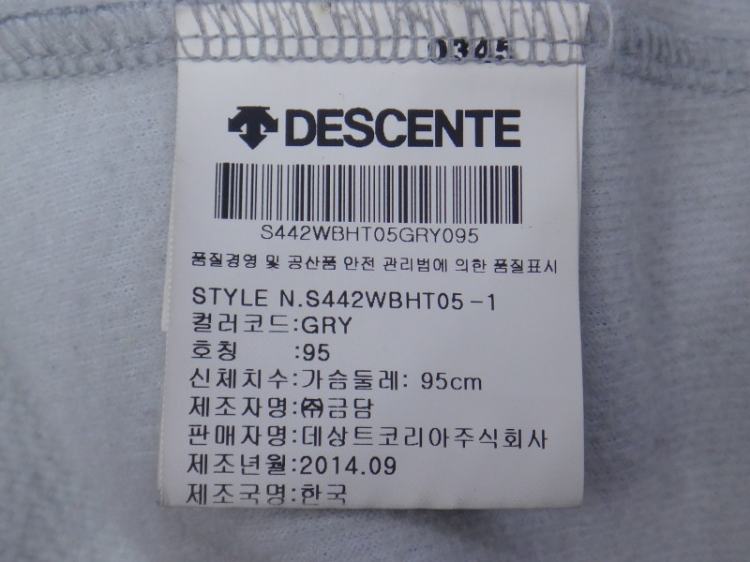 0345
DESCENTE
S442WBHT05GRY095
품질경영 및 공산품 안전 관리법에 의한 품질표시
STYLE N.S442WBHT05-1
컬러코드:GRY
호칭 :95
신체치수:가슴둘레: 95cm
제조자명:㈜금담
판매자명:데상트코리아주식회사
제조년월:2014.09
제조국명:한국